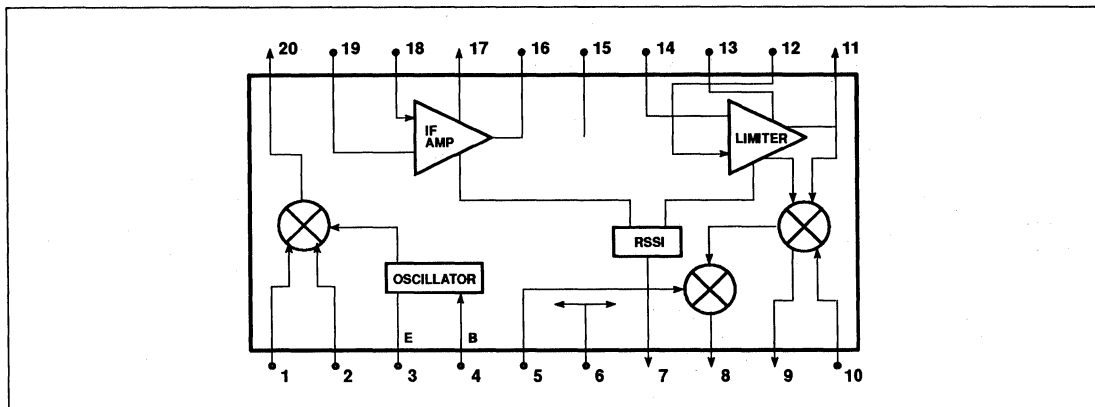 20 19 18 17 16 15 14 13 12 11
IF
AMP
LIMITER
RSSI
OSCILLATOR
E B
1 2 3 4 5 6 7 8 9 10